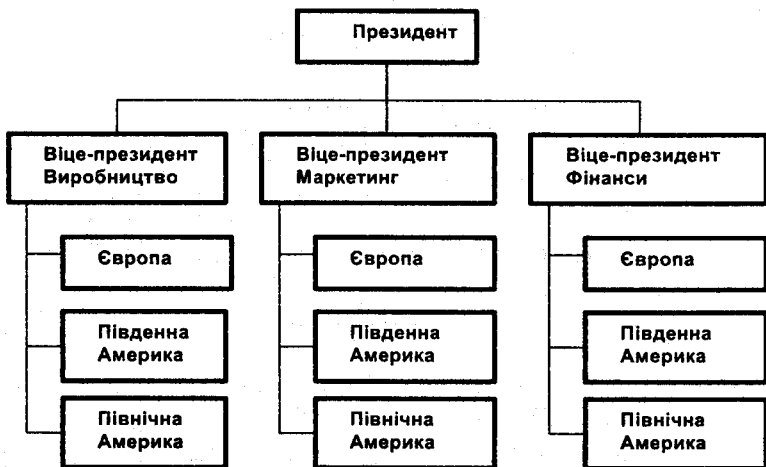 Президент
Віце-президент
Виробництво
Віце-президент
Маркетинг
Віце-президент
Фінанси
Європа
Європа
Європа
Південна
Америка
Південна
Америка
Південна
Америка
Північна
Америка
Північна
Америка
Північна
Америка